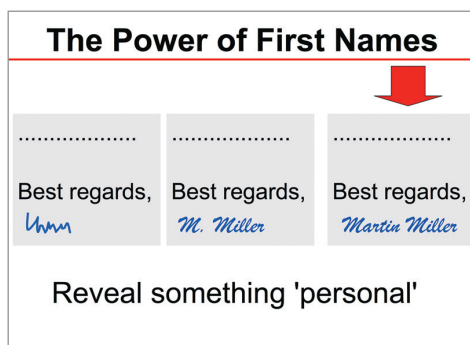 The Power of First Names
................... ................... ...................
Best regards, Best regards, Best regards,
M. Miller Martin Miller
Reveal something 'personal'